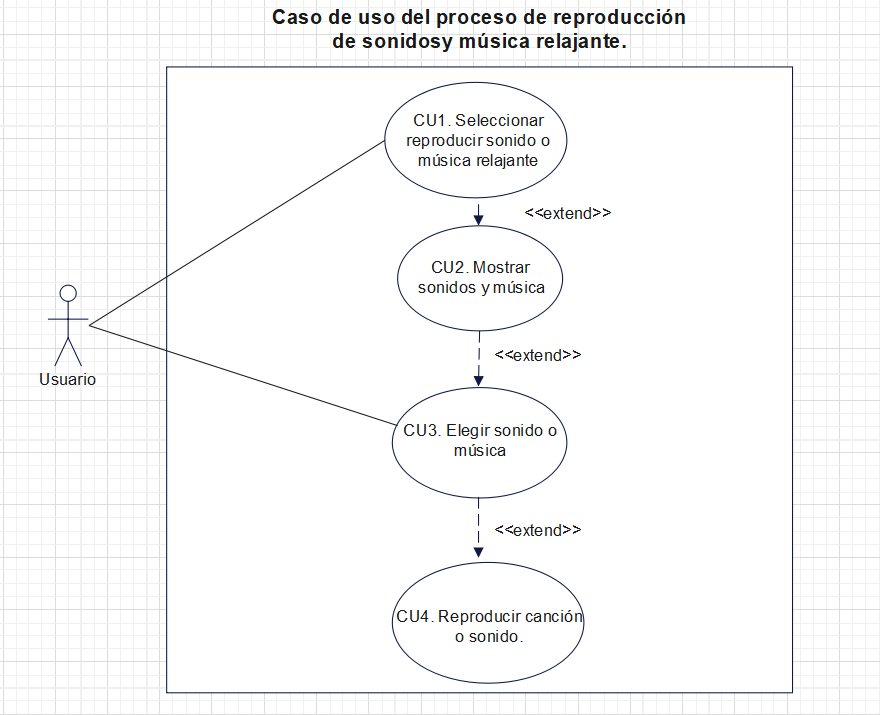 Caso de uso del proceso de reproducción
de sonidosy música relajante.
CU1. Seleccionar
reproducir sonido o
música relajante
<<extend>>
CU2. Mostrar
sonidos y música
<<extend>>
Usuario
CU3. Elegir sonido o
música
<<extend>>
CU4. Reproducir canción
o sonido.